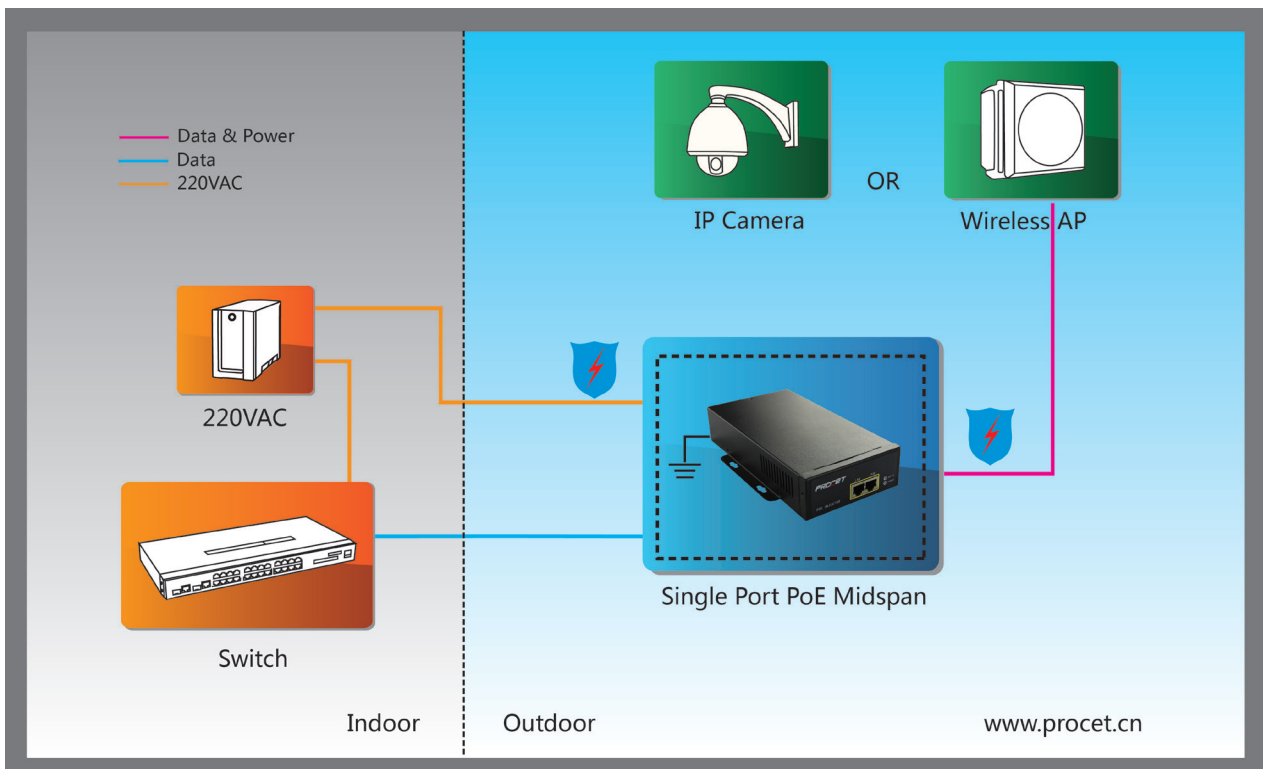 Data & Power
Data
220VAC
IP Camera
OR
Wireless AP
220VAC
PROCET
Single Port PoE Midspan
Switch
Indoor
Outdoor
www.procet.cn